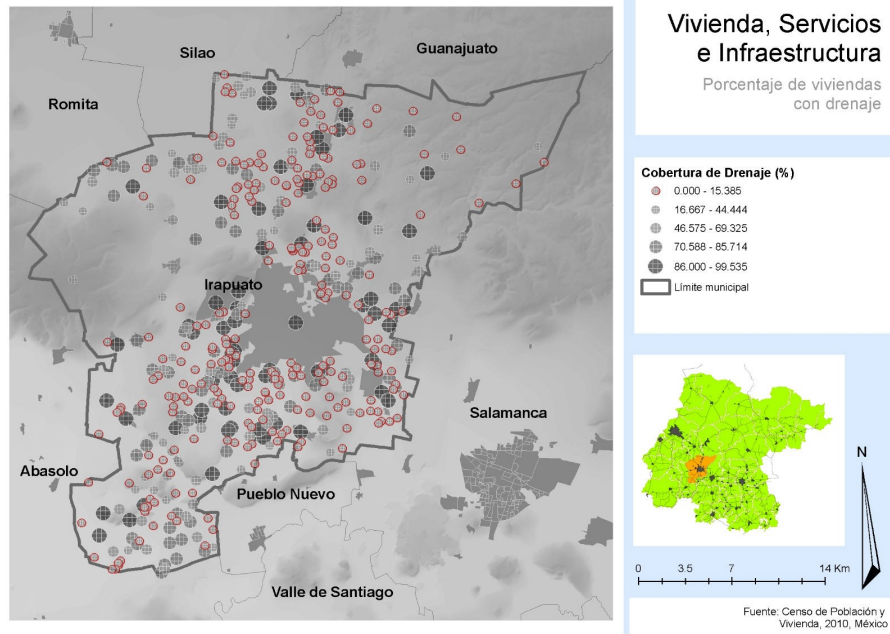 Silao
Guanajuato
Romita
Irapuato
Salamanca
Abasolo
Pueblo Nuevo
Valle de Santiago
Vivienda, Servicios
e Infraestructura
Porcentaje de viviendas
con drenaje
Cobertura de Drenaje (%)
0.000 - 15.385
16.667 - 44.444
46.575 - 69.325
70.588 - 85.714
86.000 - 99.535
Límite municipal
N
0 3.5 7 14 Km
Fuente: Censo de Población y
Vivienda, 2010, México